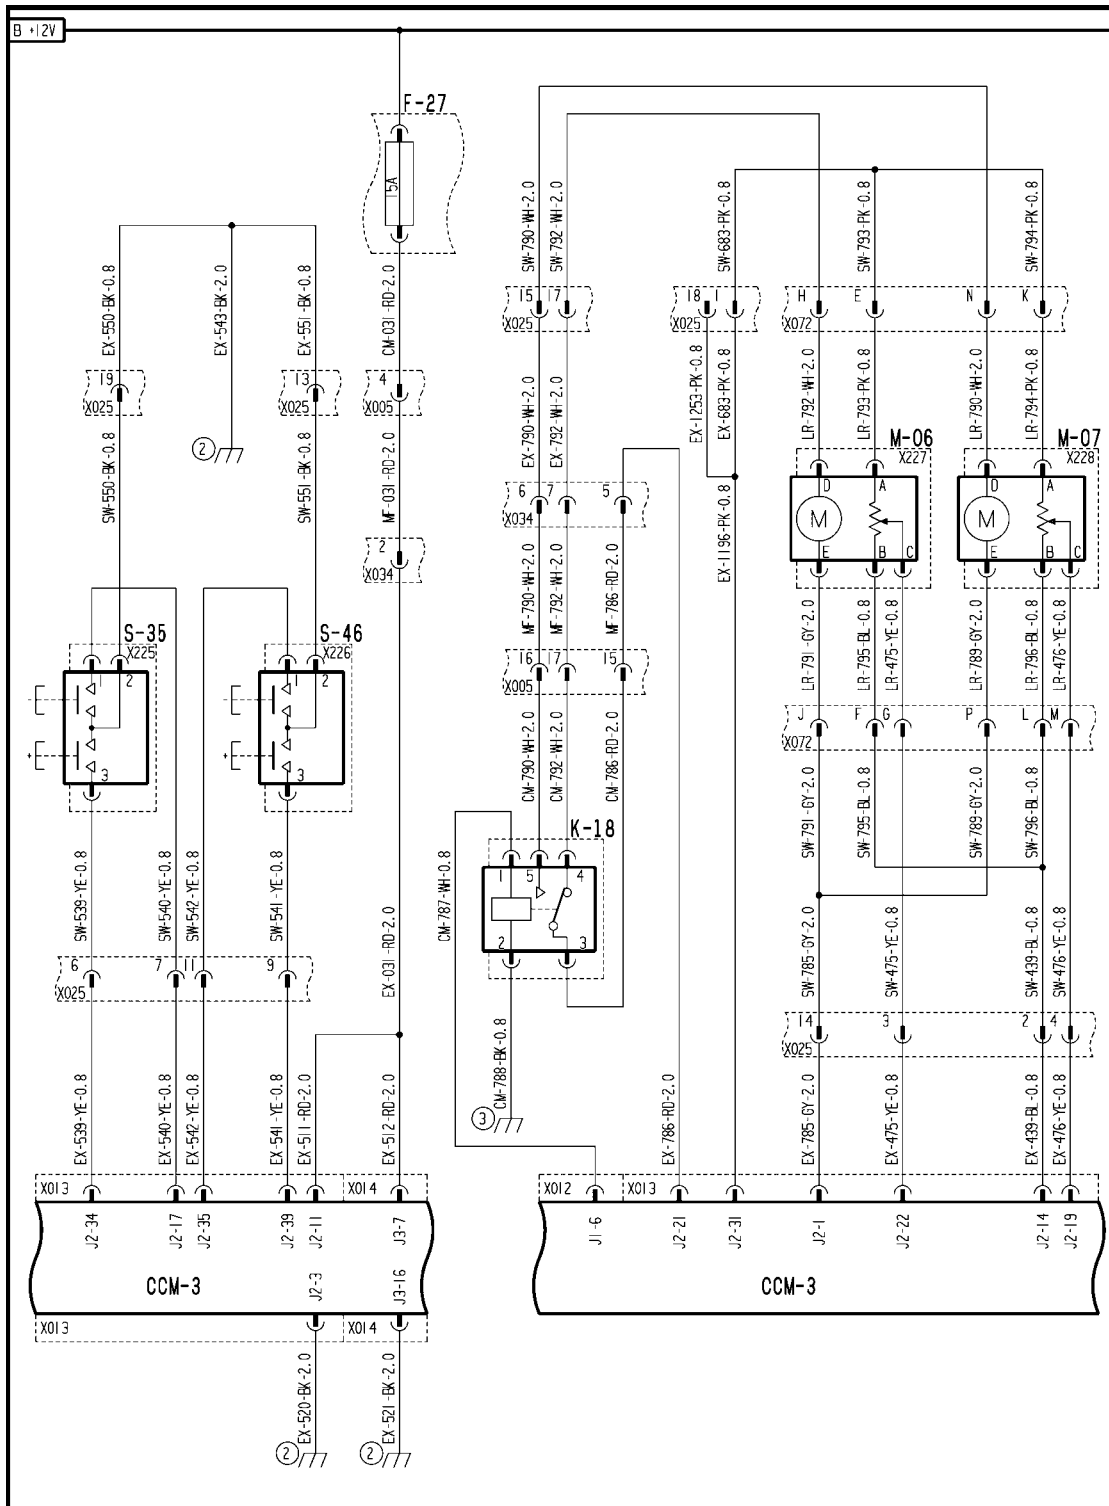 B +12V
F-27
15A
SW-790-WH-2.0
SW-792-WH-2.0
SW-683-PK-0.8
SW-793-PK-0.8
SW-794-PK-0.8
EX-550-BK-0.8
EX-543-BK-2.0
EX-551-BK-0.8
CM-031-RD-2.0
15 17
X025
18 1
X025
H E N K
X072
19
X025
13
X025
4
X005
EX-790-WH-2.0
EX-792-WH-2.0
EX-1253-PK-0.8
EX-683-PK-0.8
LR-792-WH-2.0
LR-793-PK-0.8
LR-790-WH-2.0
LR-794-PK-0.8
2
SW-550-BK-0.8
SW-551-BK-0.8
MF-031-RD-2.0
M-06
X227
M-07
X228
D A
M
E B C
D A
M
E B C
6 7 5
X034
2
X034
EX-1196-PK-0.8
MF-790-WH-2.0
MF-792-WH-2.0
MF-786-RD-2.0
LR-791-GY-2.0
LR-795-BL-0.8
LR-475-YE-0.8
LR-789-GY-2.0
LR-796-BL-0.8
LR-476-YE-0.8
S-35
X225
S-46
X226
1 2
3
+
1 2
3
+
16 17 15
X005
J F G P L M
X072
CM-790-WH-2.0
CM-792-WH-2.0
CM-786-RD-2.0
SW-791-GY-2.0
SW-795-BL-0.8
SW-789-GY-2.0
SW-796-BL-0.8
K-18
1 5 4
2 3
CM-787-WH-0.8
SW-539-YE-0.8
SW-540-YE-0.8
SW-542-YE-0.8
SW-541-YE-0.8
EX-031-RD-2.0
SW-785-GY-2.0
SW-475-YE-0.8
SW-439-BL-0.8
SW-476-YE-0.8
6 7 11 9
X025
14 3 2 4
X025
CM-788-BK-0.8
3
EX-539-YE-0.8
EX-540-YE-0.8
EX-542-YE-0.8
EX-541-YE-0.8
EX-511-RD-2.0
EX-512-RD-2.0
EX-786-RD-2.0
EX-785-GY-2.0
EX-475-YE-0.8
EX-439-BL-0.8
EX-476-YE-0.8
X013 X014 X012 X013
J2-34
J2-17
J2-35
J2-39
J2-11
J3-7
J1-6
J2-21
J2-31
J2-1
J2-22
J2-14
J2-19
CCM-3
J2-3
J3-16
CCM-3
X013 X014
EX-520-BK-2.0
EX-521-BK-2.0
2
2